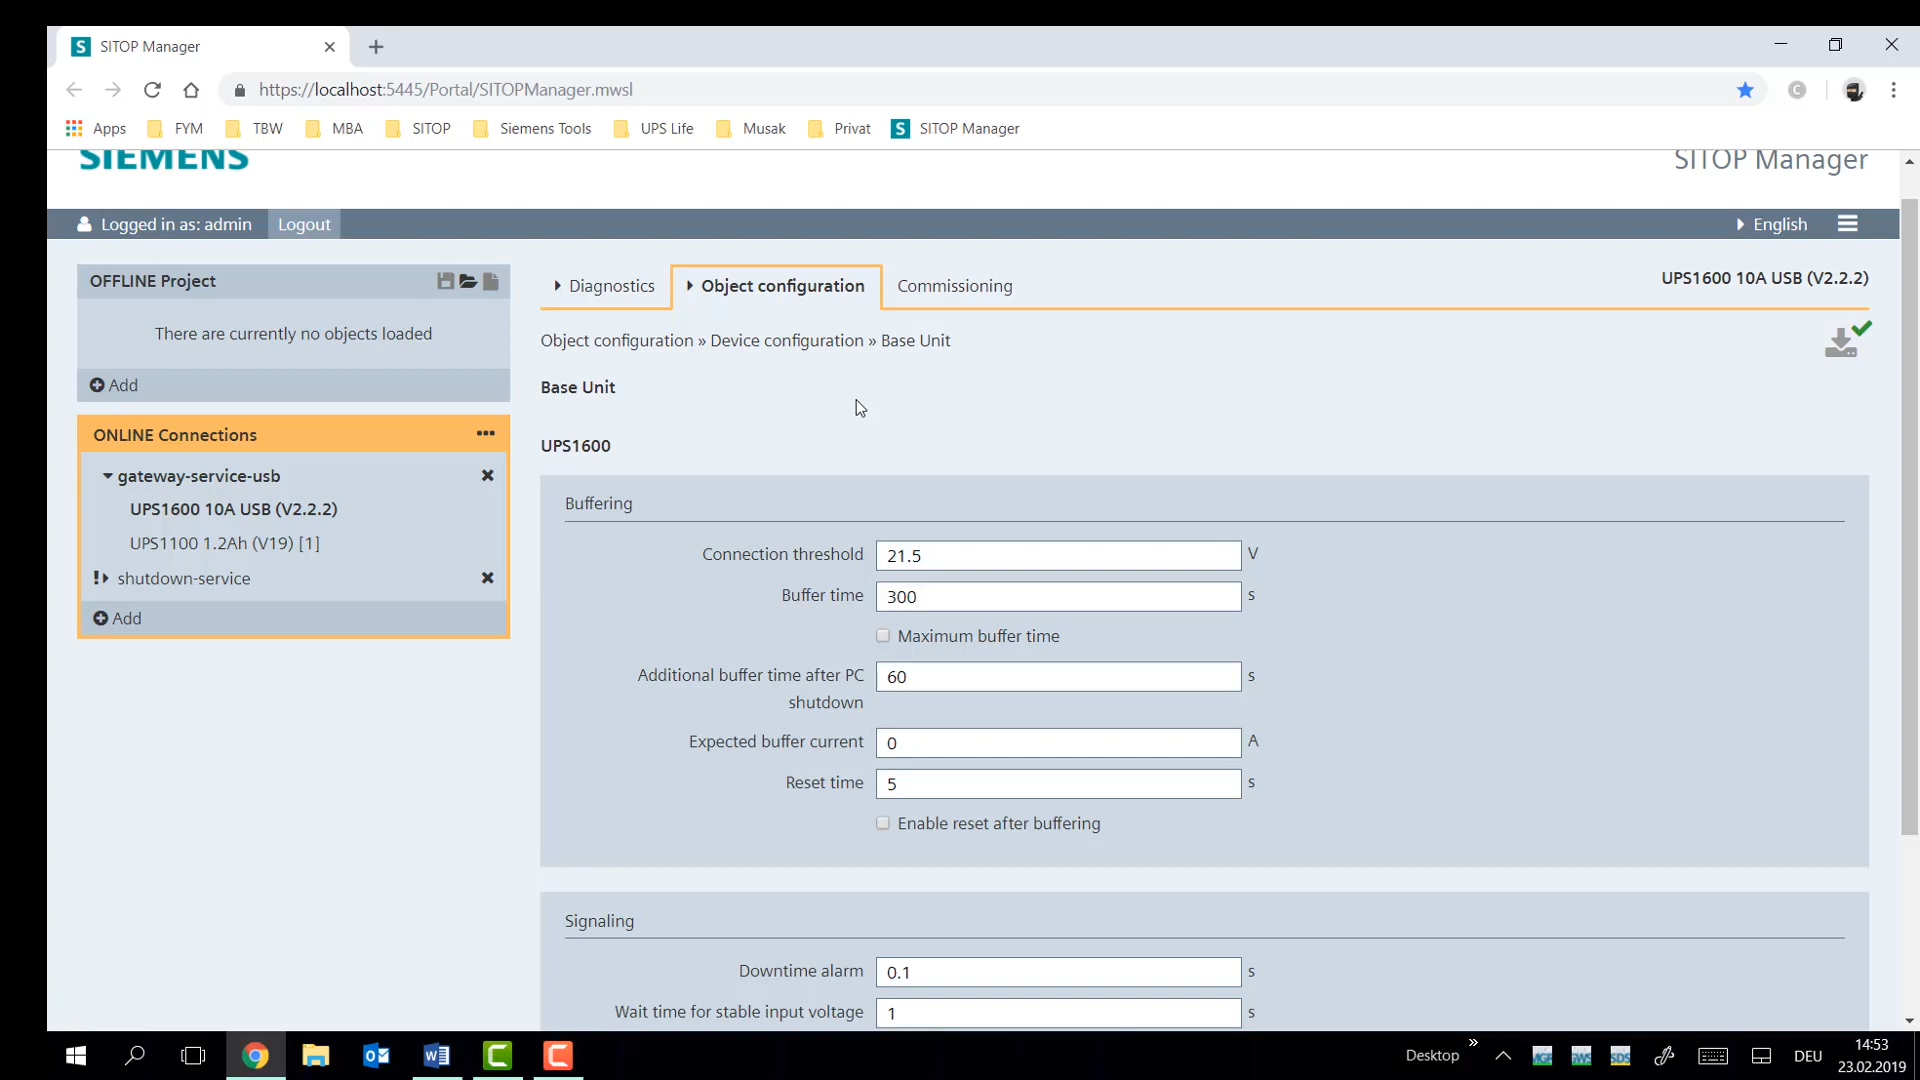 SITOP Manager
https://localhost:5445/Portal/SITOPManager.mwsl
Apps FYM TBW MBA SITOP Siemens Tools UPS Life Musak Privat SITOP Manager
SIEMENS
SITOP Manager
Logged in as: admin Logout
English
OFFLINE Project
There are currently no objects loaded
Add
ONLINE Connections
gateway-service-usb
UPS1600 10A USB (V2.2.2)
UPS1100 1.2Ah (V19) [1]
shutdown-service
Add
Diagnostics Object configuration Commissioning
UPS1600 10A USB (V2.2.2)
Object configuration » Device configuration » Base Unit
Base Unit
UPS1600
Buffering
Connection threshold 21.5 V
Buffer time 300 s
Maximum buffer time
Additional buffer time after PC 60 s
shutdown
Expected buffer current 0 A
Reset time 5 s
Enable reset after buffering
Signaling
Downtime alarm 0.1 s
Wait time for stable input voltage 1 s
Desktop
DEU
14:53
23.02.2019